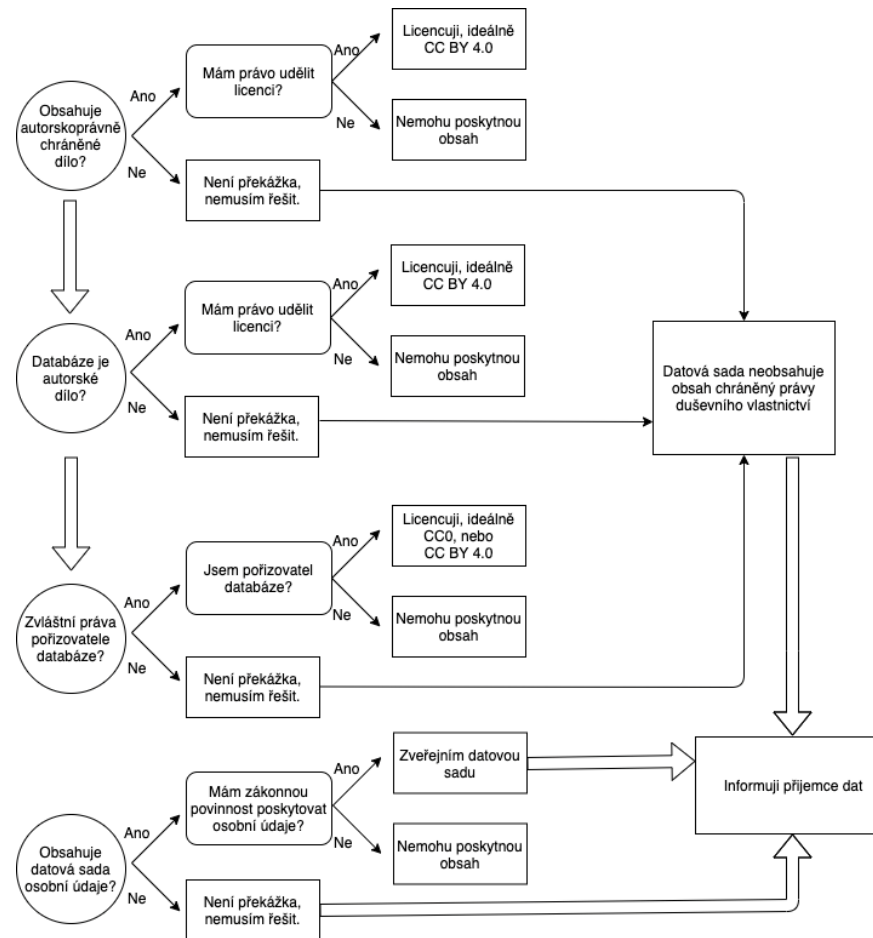 Obsahuje
autorskoprávně
chráněné
dílo?
Ano
Ne
Mám právo udělit
licenci?
Ano
Ne
Licencuji, ideálně
CC BY 4.0
Nemohu poskytnou
obsah
Není překážka,
nemusím řešit.
Databáze je
autorské
dílo?
Ano
Ne
Mám právo udělit
licenci?
Ano
Ne
Licencuji, ideálně
CC BY 4.0
Nemohu poskytnou
obsah
Není překážka,
nemusím řešit.
Datová sada neobsahuje
obsah chráněný právy
duševního vlastnictví
Zvláštní práva
pořizovatele
databáze?
Ano
Ne
Jsem pořizovatel
databáze?
Ano
Ne
Licencuji, ideálně
CC0, nebo
CC BY 4.0
Nemohu poskytnou
obsah
Není překážka,
nemusím řešit.
Obsahuje
datová sada
osobní údaje?
Ano
Ne
Mám zákonnou
povinnost poskytovat
osobní údaje?
Ano
Ne
Zveřejním datovou
sadu
Nemohu poskytnou
obsah
Není překážka,
nemusím řešit.
Informuji přijemce dat